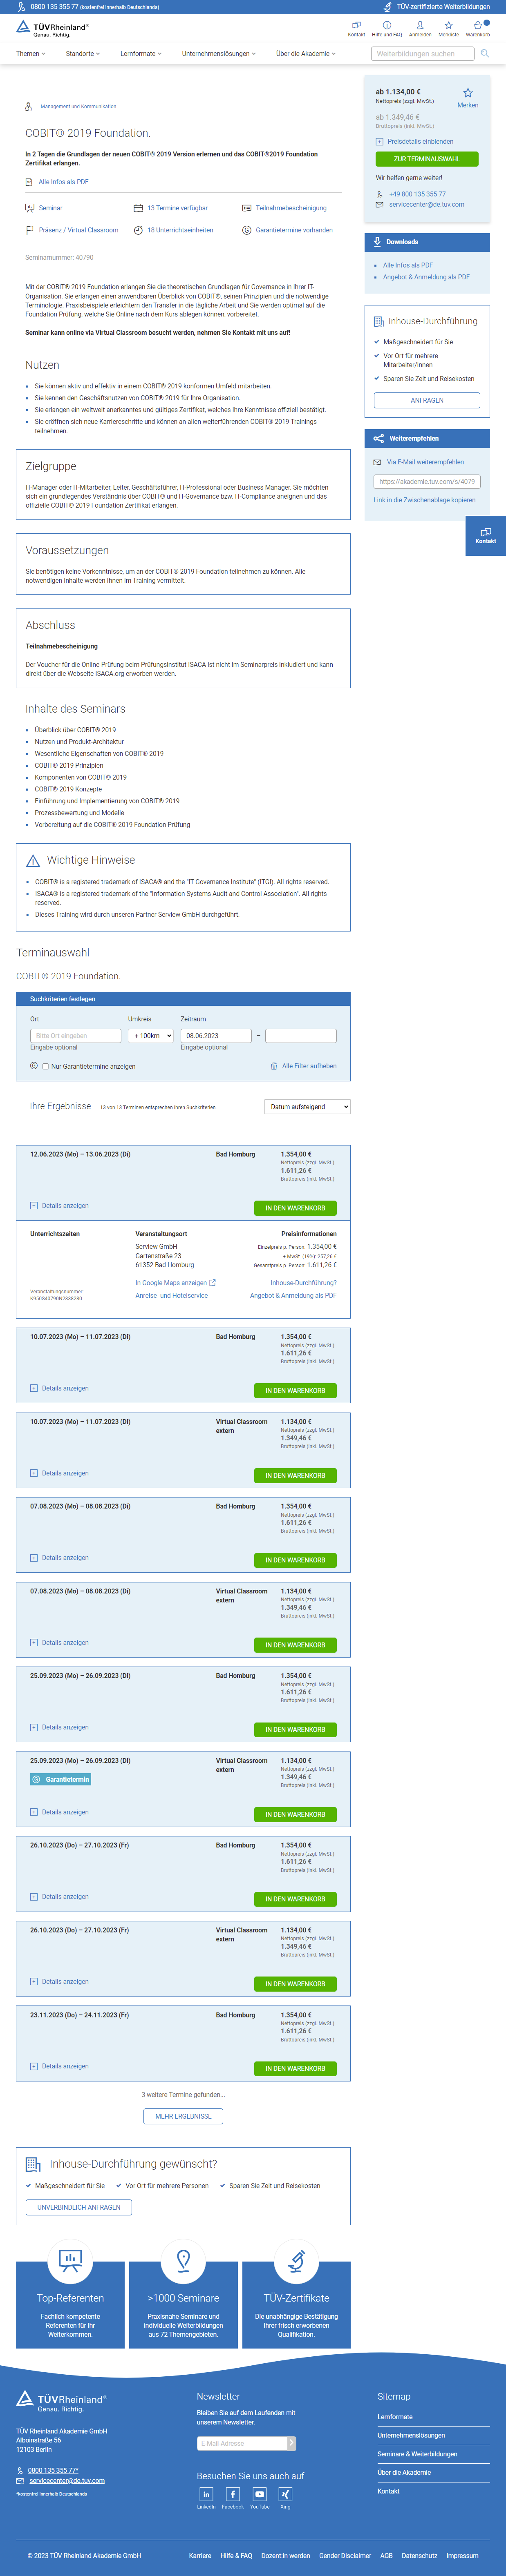 0800 135 355 77 (kostenfrei innerhalb Deutschlands)
TÜV-zertifizierte Weiterbildungen
TÜVRheinland®
Genau. Richtig.
Kontakt
Hilfe und FAQ
Anmelden
Merkliste
Warenkorb
Themen
Standorte
Lernformate
Unternehmenslösungen
Über die Akademie
Weiterbildungen suchen
Management und Kommunikation
COBIT® 2019 Foundation.
In 2 Tagen die Grundlagen der neuen COBIT® 2019 Version erlernen und das COBIT®2019 Foundation
Zertifikat erlangen.
Alle Infos als PDF
Seminar
13 Termine verfügbar
Teilnahmebescheinigung
Präsenz / Virtual Classroom
18 Unterrichtseinheiten
Garantietermine vorhanden
Seminarnummer: 40790
ab 1.134,00 €
Nettopreis (zzgl. MwSt.)
Merken
ab 1.349,46 €
Bruttopreis (inkl. MwSt.)
Preisdetails einblenden
ZUR TERMINAUSWAHL
Wir helfen gerne weiter!
+49 800 135 355 77
servicecenter@de.tuv.com
Downloads
Alle Infos als PDF
Angebot & Anmeldung als PDF
Inhouse-Durchführung
Maßgeschneidert für Sie
Vor Ort für mehrere
Mitarbeiter/innen
Sparen Sie Zeit und Reisekosten
ANFRAGEN
Weiterempfehlen
Via E-Mail weiterempfehlen
https://akademie.tuv.com/s/4079
Link in die Zwischenablage kopieren
Kontakt
Mit der COBIT® 2019 Foundation erlangen Sie die theoretischen Grundlagen für Governance in Ihrer IT-
Organisation. Sie erlangen einen anwendbaren Überblick von COBIT®, seinen Prinzipien und die notwendige
Terminologie. Praxisbeispiele erleichtern den Transfer in die tägliche Arbeit und Sie werden optimal auf die
Foundation Prüfung, welche Sie Online nach dem Kurs ablegen können, vorbereitet.
Seminar kann online via Virtual Classroom besucht werden, nehmen Sie Kontakt mit uns auf!
Nutzen
Sie können aktiv und effektiv in einem COBIT® 2019 konformen Umfeld mitarbeiten.
Sie kennen den Geschäftsnutzen von COBIT® 2019 für Ihre Organisation.
Sie erlangen ein weltweit anerkanntes und gültiges Zertifikat, welches Ihre Kenntnisse offiziell bestätigt.
Sie eröffnen sich neue Karriereschritte und können an allen weiterführenden COBIT® 2019 Trainings
teilnehmen.
Zielgruppe
IT-Manager oder IT-Mitarbeiter, Leiter, Geschäftsführer, IT-Professional oder Business Manager. Sie möchten
sich ein grundlegendes Verständnis über COBIT® und IT-Governance bzw. IT-Compliance aneignen und das
offizielle COBIT® 2019 Foundation Zertifikat erlangen.
Voraussetzungen
Sie benötigen keine Vorkenntnisse, um an der COBIT® 2019 Foundation teilnehmen zu können. Alle
notwendigen Inhalte werden Ihnen im Training vermittelt.
Abschluss
Teilnahmebescheinigung
Der Voucher für die Online-Prüfung beim Prüfungsinstitut ISACA ist nicht im Seminarpreis inkludiert und kann
direkt über die Webseite ISACA.org erworben werden.
Inhalte des Seminars
Überblick über COBIT® 2019
Nutzen und Produkt-Architektur
Wesentliche Eigenschaften von COBIT® 2019
COBIT® 2019 Prinzipien
Komponenten von COBIT® 2019
COBIT® 2019 Konzepte
Einführung und Implementierung von COBIT® 2019
Prozessbewertung und Modelle
Vorbereitung auf die COBIT® 2019 Foundation Prüfung
Wichtige Hinweise
COBIT® is a registered trademark of ISACA® and the "IT Governance Institute" (ITGI). All rights reserved.
ISACA® is a registered trademark of the "Information Systems Audit and Control Association". All rights
reserved.
Dieses Training wird durch unseren Partner Serview GmbH durchgeführt.
Terminauswahl
COBIT® 2019 Foundation.
Suchkriterien festlegen
Ort
Umkreis
Zeitraum
Bitte Ort eingeben
+ 100km
08.06.2023
–
Eingabe optional
Eingabe optional
Nur Garantietermine anzeigen
Alle Filter aufheben
Ihre Ergebnisse
13 von 13 Terminen entsprechen Ihren Suchkriterien.
Datum aufsteigend
12.06.2023 (Mo) – 13.06.2023 (Di)
Bad Homburg
1.354,00 €
Nettopreis (zzgl. MwSt.)
1.611,26 €
Bruttopreis (inkl. MwSt.)
Details anzeigen
IN DEN WARENKORB
Unterrichtszeiten
Veranstaltungsort
Preisinformationen
Serview GmbH
Gartenstraße 23
61352 Bad Homburg
Einzelpreis p. Person: 1.354,00 €
+ MwSt. (19%): 257,26 €
Gesamtpreis p. Person: 1.611,26 €
In Google Maps anzeigen
Inhouse-Durchführung?
Veranstaltungsnummer:
K950S40790N2338280
Anreise- und Hotelservice
Angebot & Anmeldung als PDF
10.07.2023 (Mo) – 11.07.2023 (Di)
Bad Homburg
1.354,00 €
Nettopreis (zzgl. MwSt.)
1.611,26 €
Bruttopreis (inkl. MwSt.)
Details anzeigen
IN DEN WARENKORB
10.07.2023 (Mo) – 11.07.2023 (Di)
Virtual Classroom
extern
1.134,00 €
Nettopreis (zzgl. MwSt.)
1.349,46 €
Bruttopreis (inkl. MwSt.)
Details anzeigen
IN DEN WARENKORB
07.08.2023 (Mo) – 08.08.2023 (Di)
Bad Homburg
1.354,00 €
Nettopreis (zzgl. MwSt.)
1.611,26 €
Bruttopreis (inkl. MwSt.)
Details anzeigen
IN DEN WARENKORB
07.08.2023 (Mo) – 08.08.2023 (Di)
Virtual Classroom
extern
1.134,00 €
Nettopreis (zzgl. MwSt.)
1.349,46 €
Bruttopreis (inkl. MwSt.)
Details anzeigen
IN DEN WARENKORB
25.09.2023 (Mo) – 26.09.2023 (Di)
Bad Homburg
1.354,00 €
Nettopreis (zzgl. MwSt.)
1.611,26 €
Bruttopreis (inkl. MwSt.)
Details anzeigen
IN DEN WARENKORB
25.09.2023 (Mo) – 26.09.2023 (Di)
Virtual Classroom
extern
1.134,00 €
Nettopreis (zzgl. MwSt.)
1.349,46 €
Bruttopreis (inkl. MwSt.)
Garantietermin
Details anzeigen
IN DEN WARENKORB
26.10.2023 (Do) – 27.10.2023 (Fr)
Bad Homburg
1.354,00 €
Nettopreis (zzgl. MwSt.)
1.611,26 €
Bruttopreis (inkl. MwSt.)
Details anzeigen
IN DEN WARENKORB
26.10.2023 (Do) – 27.10.2023 (Fr)
Virtual Classroom
extern
1.134,00 €
Nettopreis (zzgl. MwSt.)
1.349,46 €
Bruttopreis (inkl. MwSt.)
Details anzeigen
IN DEN WARENKORB
23.11.2023 (Do) – 24.11.2023 (Fr)
Bad Homburg
1.354,00 €
Nettopreis (zzgl. MwSt.)
1.611,26 €
Bruttopreis (inkl. MwSt.)
Details anzeigen
IN DEN WARENKORB
3 weitere Termine gefunden...
MEHR ERGEBNISSE
Inhouse-Durchführung gewünscht?
Maßgeschneidert für Sie
Vor Ort für mehrere Personen
Sparen Sie Zeit und Reisekosten
UNVERBINDLICH ANFRAGEN
Top-Referenten
Fachlich kompetente
Referenten für Ihr
Weiterkommen.
>1000 Seminare
Praxisnahe Seminare und
individuelle Weiterbildungen
aus 72 Themengebieten.
TÜV-Zertifikate
Die unabhängige Bestätigung
Ihrer frisch erworbenen
Qualifikation.
TÜVRheinland®
Genau. Richtig.
TÜV Rheinland Akademie GmbH
Alboinstraße 56
12103 Berlin
0800 135 355 77*
servicecenter@de.tuv.com
*kostenfrei innerhalb Deutschlands
Newsletter
Bleiben Sie auf dem Laufenden mit
unserem Newsletter.
E-Mail-Adresse
Besuchen Sie uns auch auf
LinkedIn
Facebook
YouTube
Xing
Sitemap
Lernformate
Unternehmenslösungen
Seminare & Weiterbildungen
Über die Akademie
Kontakt
© 2023 TÜV Rheinland Akademie GmbH
Karriere
Hilfe & FAQ
Dozent:in werden
Gender Disclaimer
AGB
Datenschutz
Impressum